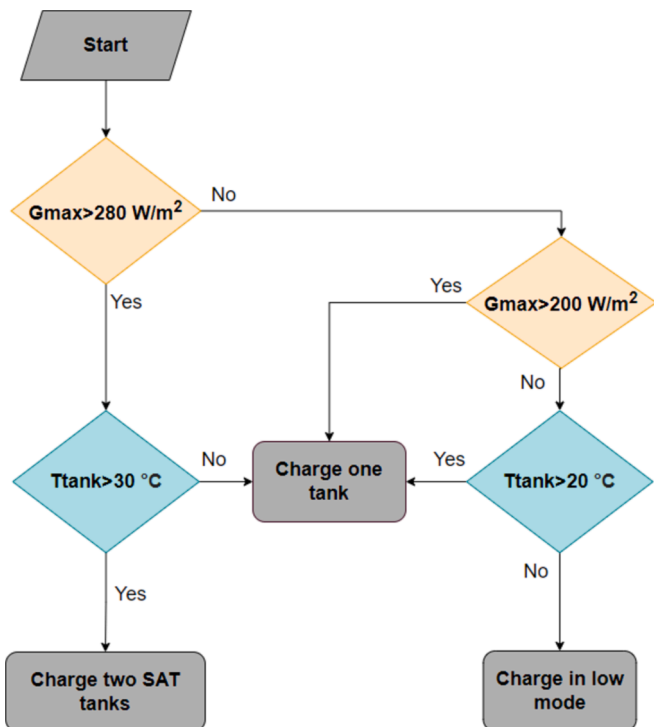 Start
Gmax>280 W/m²
No
Yes
Gmax>200 W/m²
Yes
No
Ttank>30 °C
No
Charge one
tank
Yes
Ttank>20 °C
Yes
No
Charge two SAT
tanks
Charge in low
mode